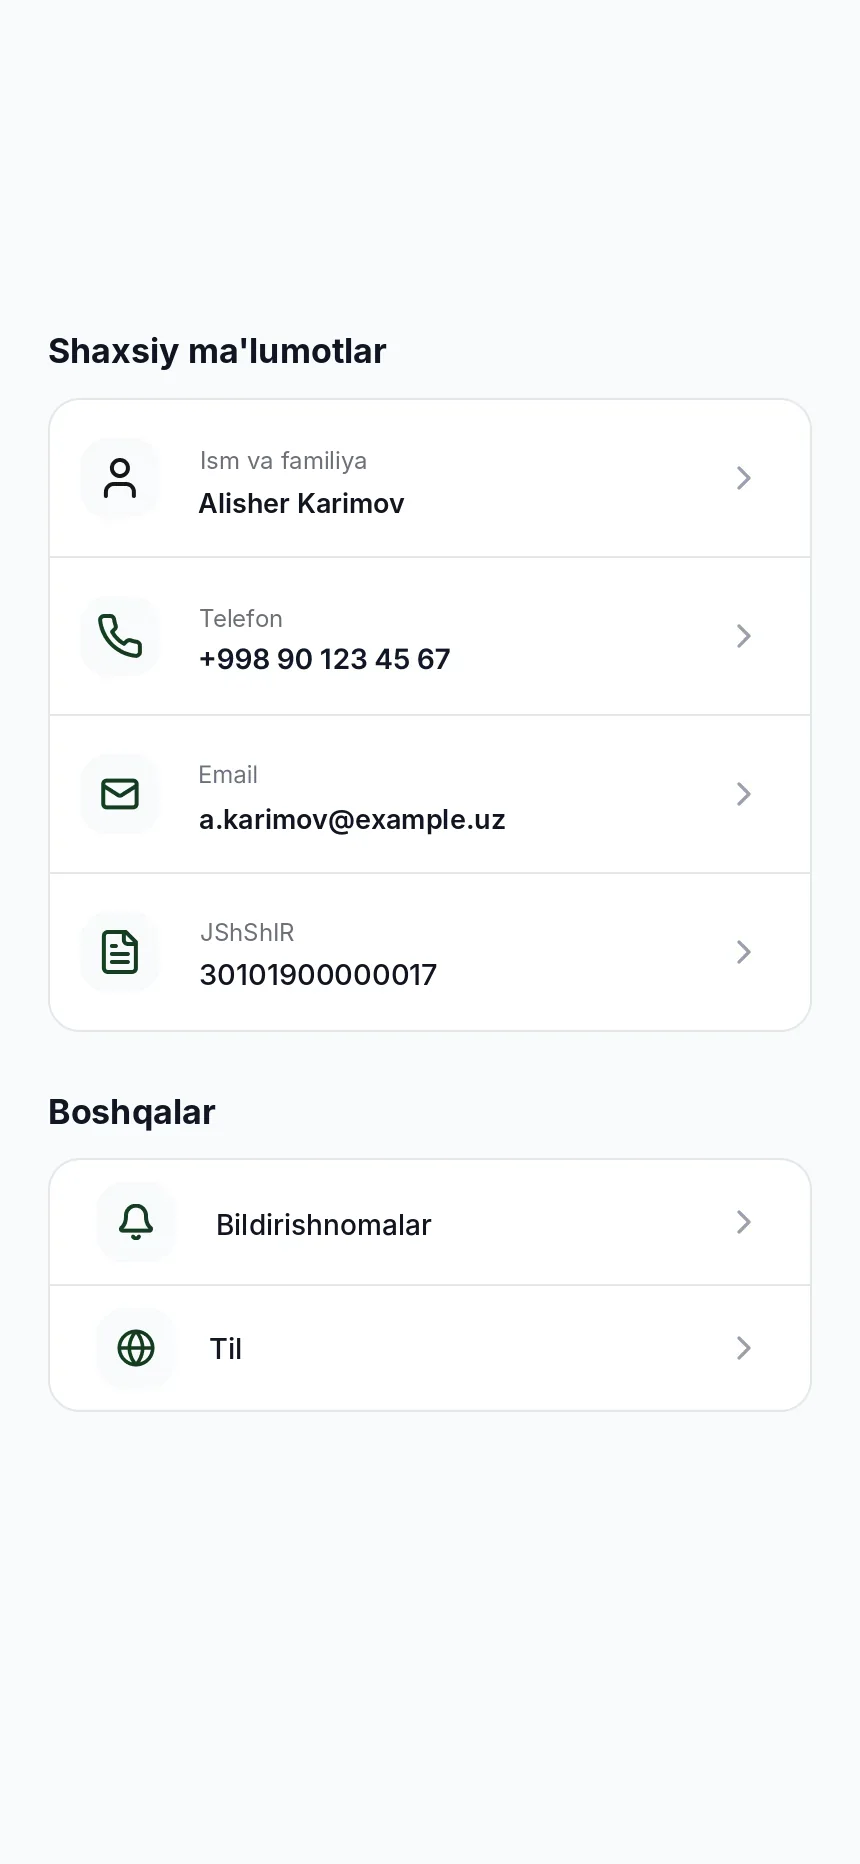 Shaxsiy ma'lumotlar
Ism va familiya
Alisher Karimov
Telefon
+998 90 123 45 67
Email
a.karimov@example.uz
JShShIR
30101900000017
Boshqalar
Bildirishnomalar
Til